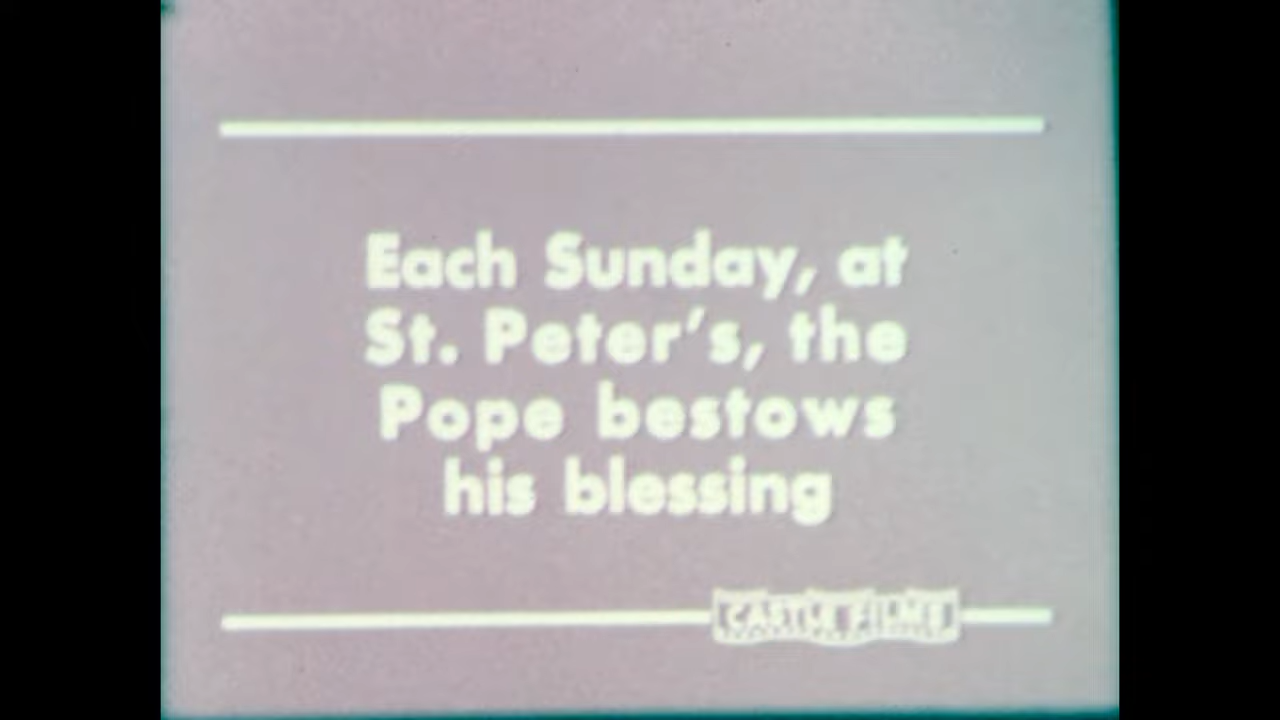 Each Sunday, at
St. Peter's, the
Pope bestows
his blessing
CASTLE FILMS